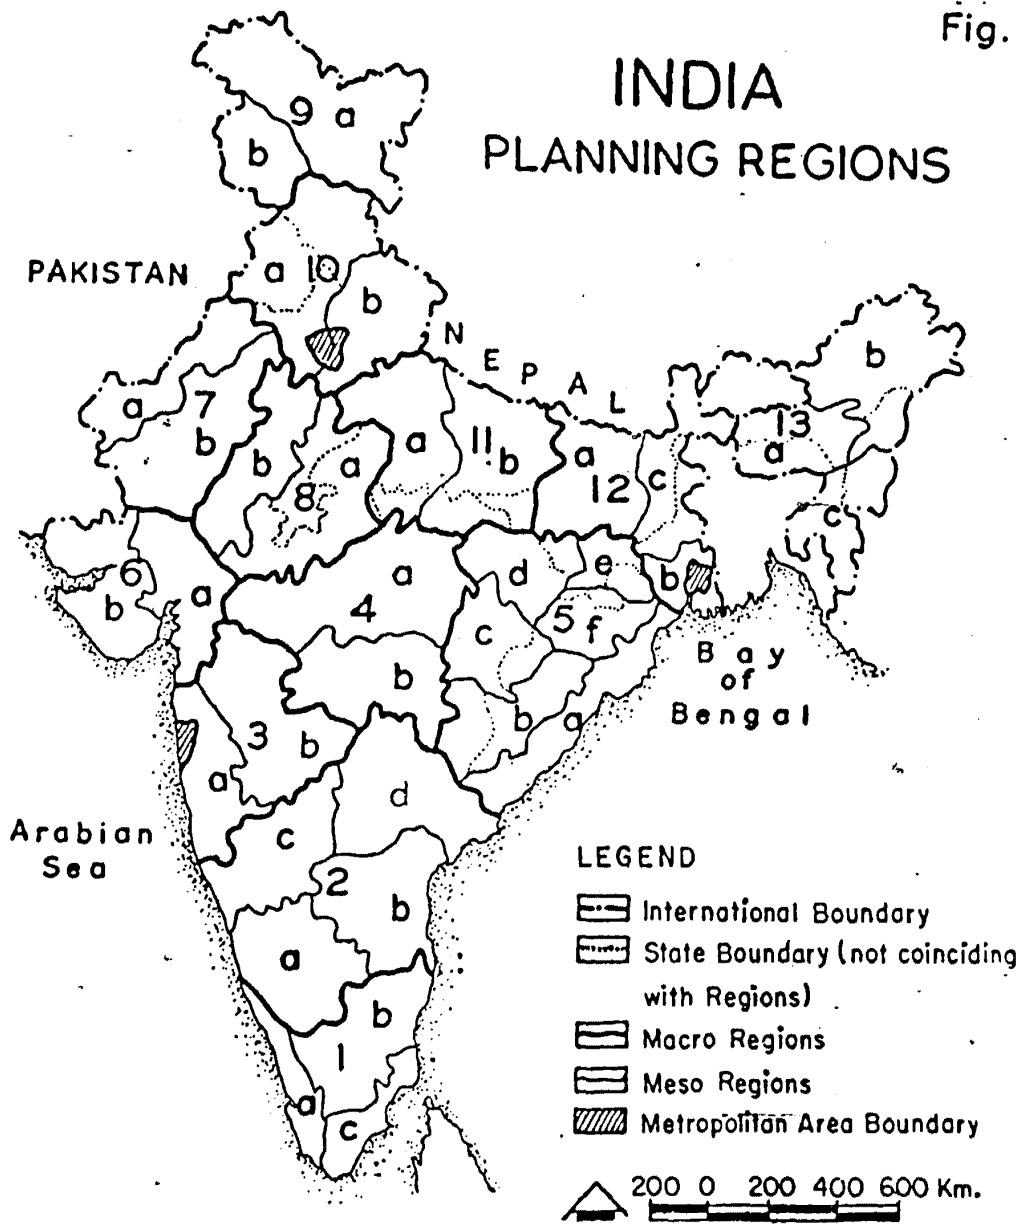 Fig.
INDIA
PLANNING REGIONS
9 a
b
PAKISTAN
a 10
b
N E P A L
b
a 7
b
b
8 a
a
11 b
a
12
c
13
a
c
6
b
a
a
4
b
d
e
b
c
5 f
b a
Bay
of
Bengal
3
b
a
d
c
2
b
a
b
1
a
c
Arabian
Sea
LEGEND
International Boundary
State Boundary (not coinciding
with Regions)
Macro Regions
Meso Regions
Metropolitan Area Boundary
200 0 200 400 600 Km.